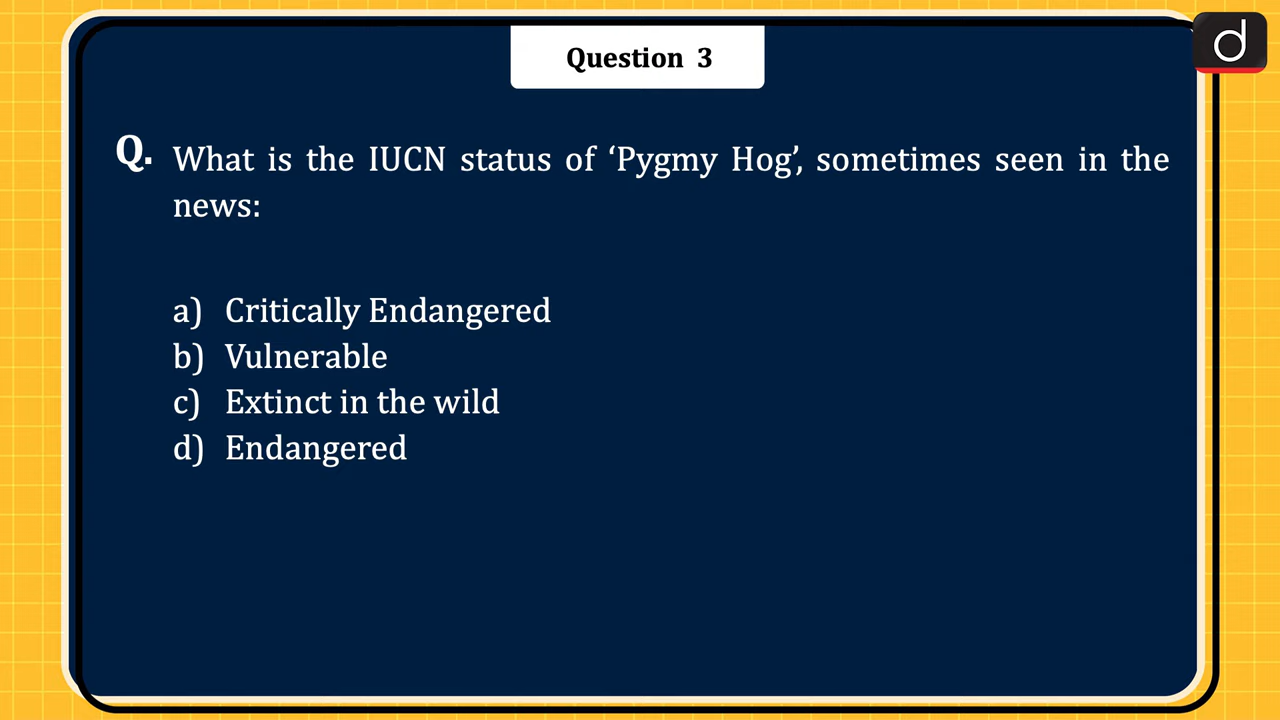 Question 3
Q. What is the IUCN status of ‘Pygmy Hog’, sometimes seen in the
news:
a) Critically Endangered
b) Vulnerable
c) Extinct in the wild
d) Endangered
d